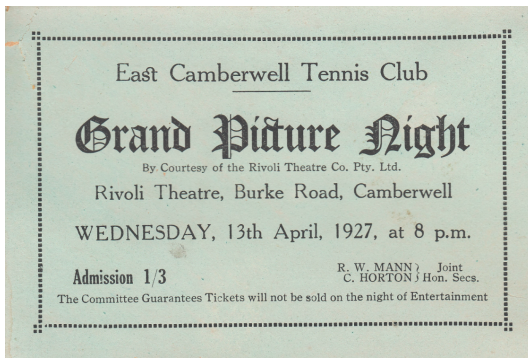 East Camberwell Tennis Club
Grand Picture Night
By Courtesy of the Rivoli Theatre Co. Pty. Ltd.
Rivoli Theatre, Burke Road, Camberwell
WEDNESDAY, 13th April, 1927, at 8 p.m.
Admission 1/3
R. W. MANN } Joint
C. HORTON } Hon. Secs.
The Committee Guarantees Tickets will not be sold on the night of Entertainment